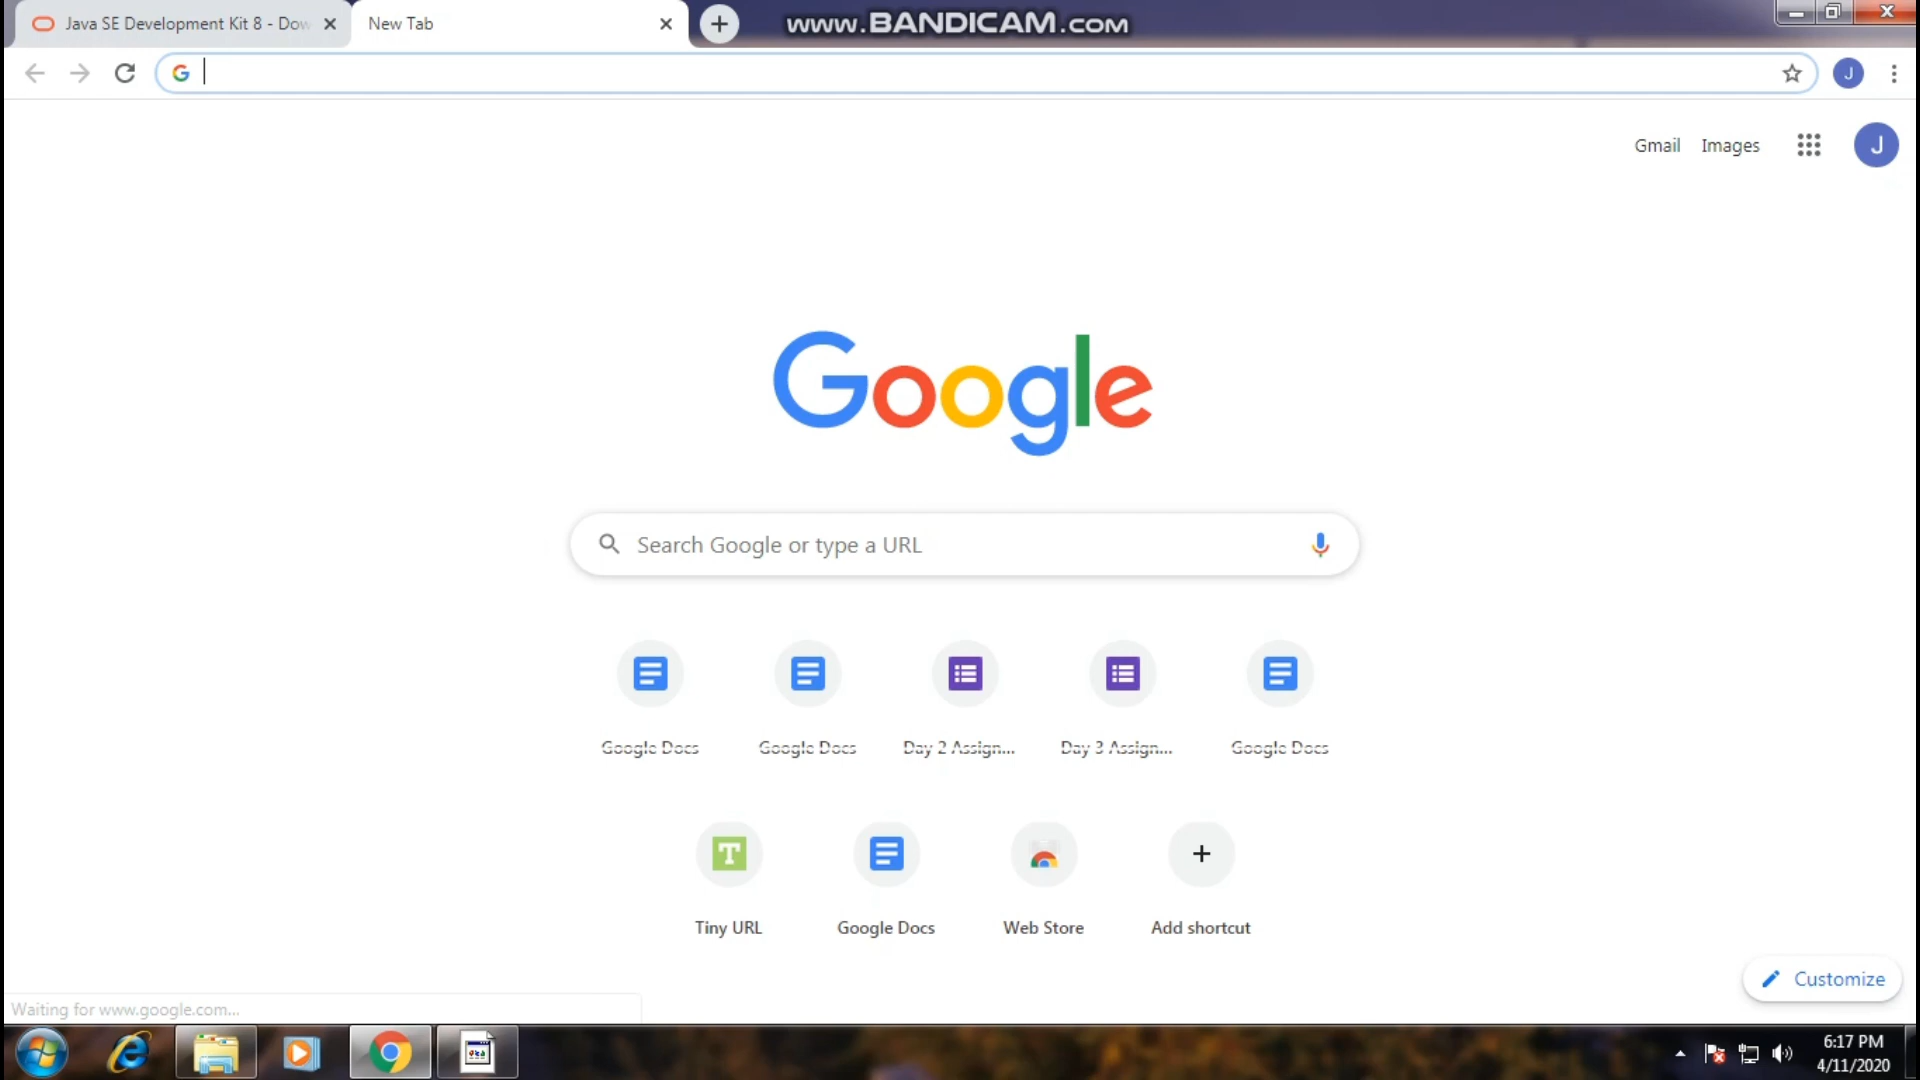 Java SE Development Kit 8 - Dow
New Tab
www.BANDICAM.com
J
Gmail
Images
J
Google
Search Google or type a URL
Google Docs
Google Docs
Day 2 Assign...
Day 3 Assign...
Google Docs
T
Tiny URL
Google Docs
Web Store
Add shortcut
Customize
Waiting for www.google.com...
6:17 PM
4/11/2020